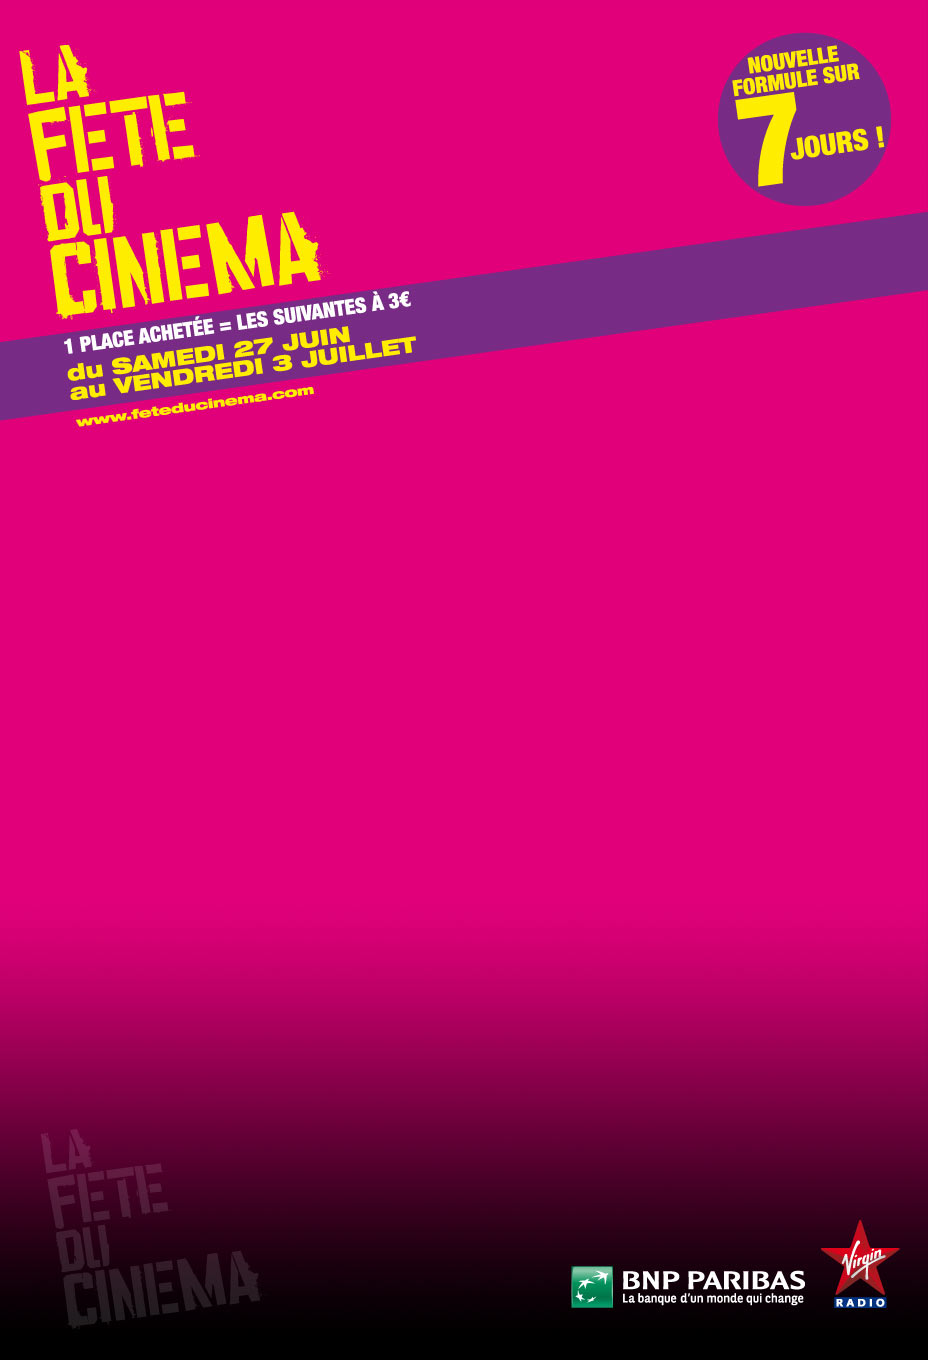 LA
FETE
DU
CINEMA
NOUVELLE
FORMULE SUR
7
JOURS !
1 PLACE ACHETÉE = LES SUIVANTES À 3€
du SAMEDI 27 JUIN
au VENDREDI 3 JUILLET
www.feteducinema.com
LA
FETE
DU
CINEMA
BNP PARIBAS
La banque d'un monde qui change
Virgin
RADIO